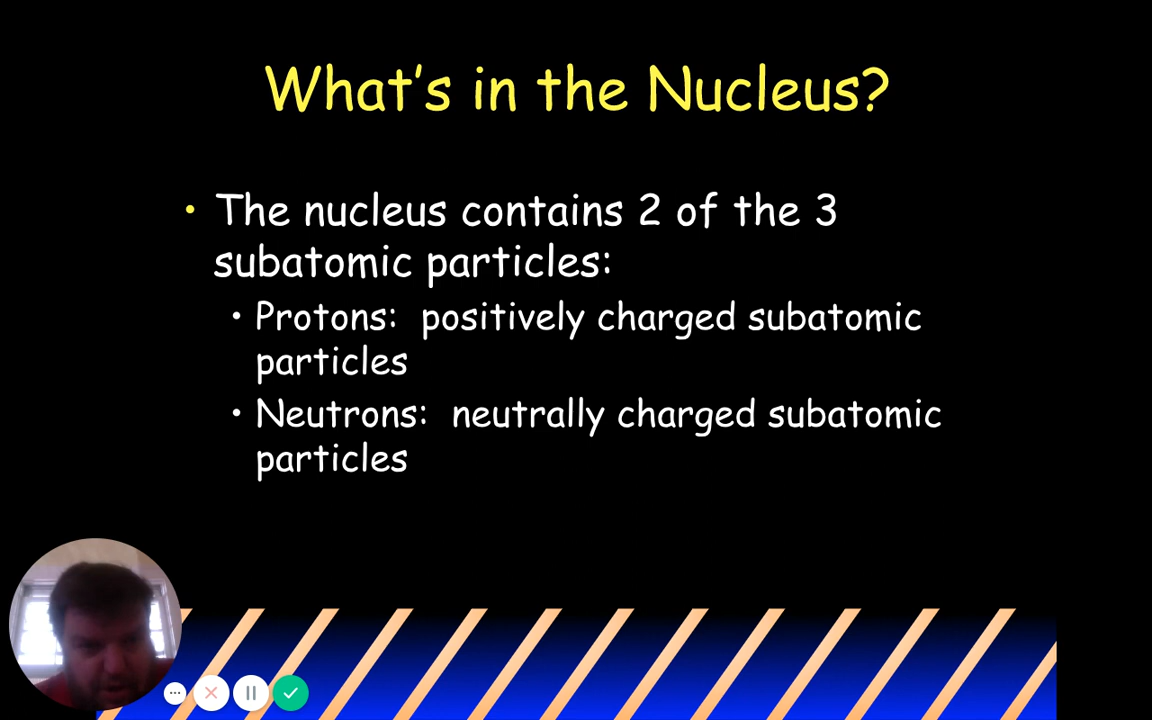 What's in the Nucleus?
• The nucleus contains 2 of the 3
subatomic particles:
• Protons:  positively charged subatomic
particles
• Neutrons:  neutrally charged subatomic
particles